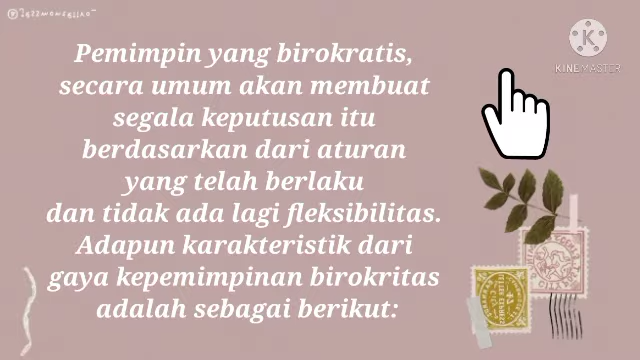 Pemimpin yang birokratis,
secara umum akan membuat
segala keputusan itu
berdasarkan dari aturan
yang telah berlaku
dan tidak ada lagi fleksibilitas.
Adapun karakteristik dari
gaya kepemimpinan birokritas
adalah sebagai berikut:
K
KINEMASTER